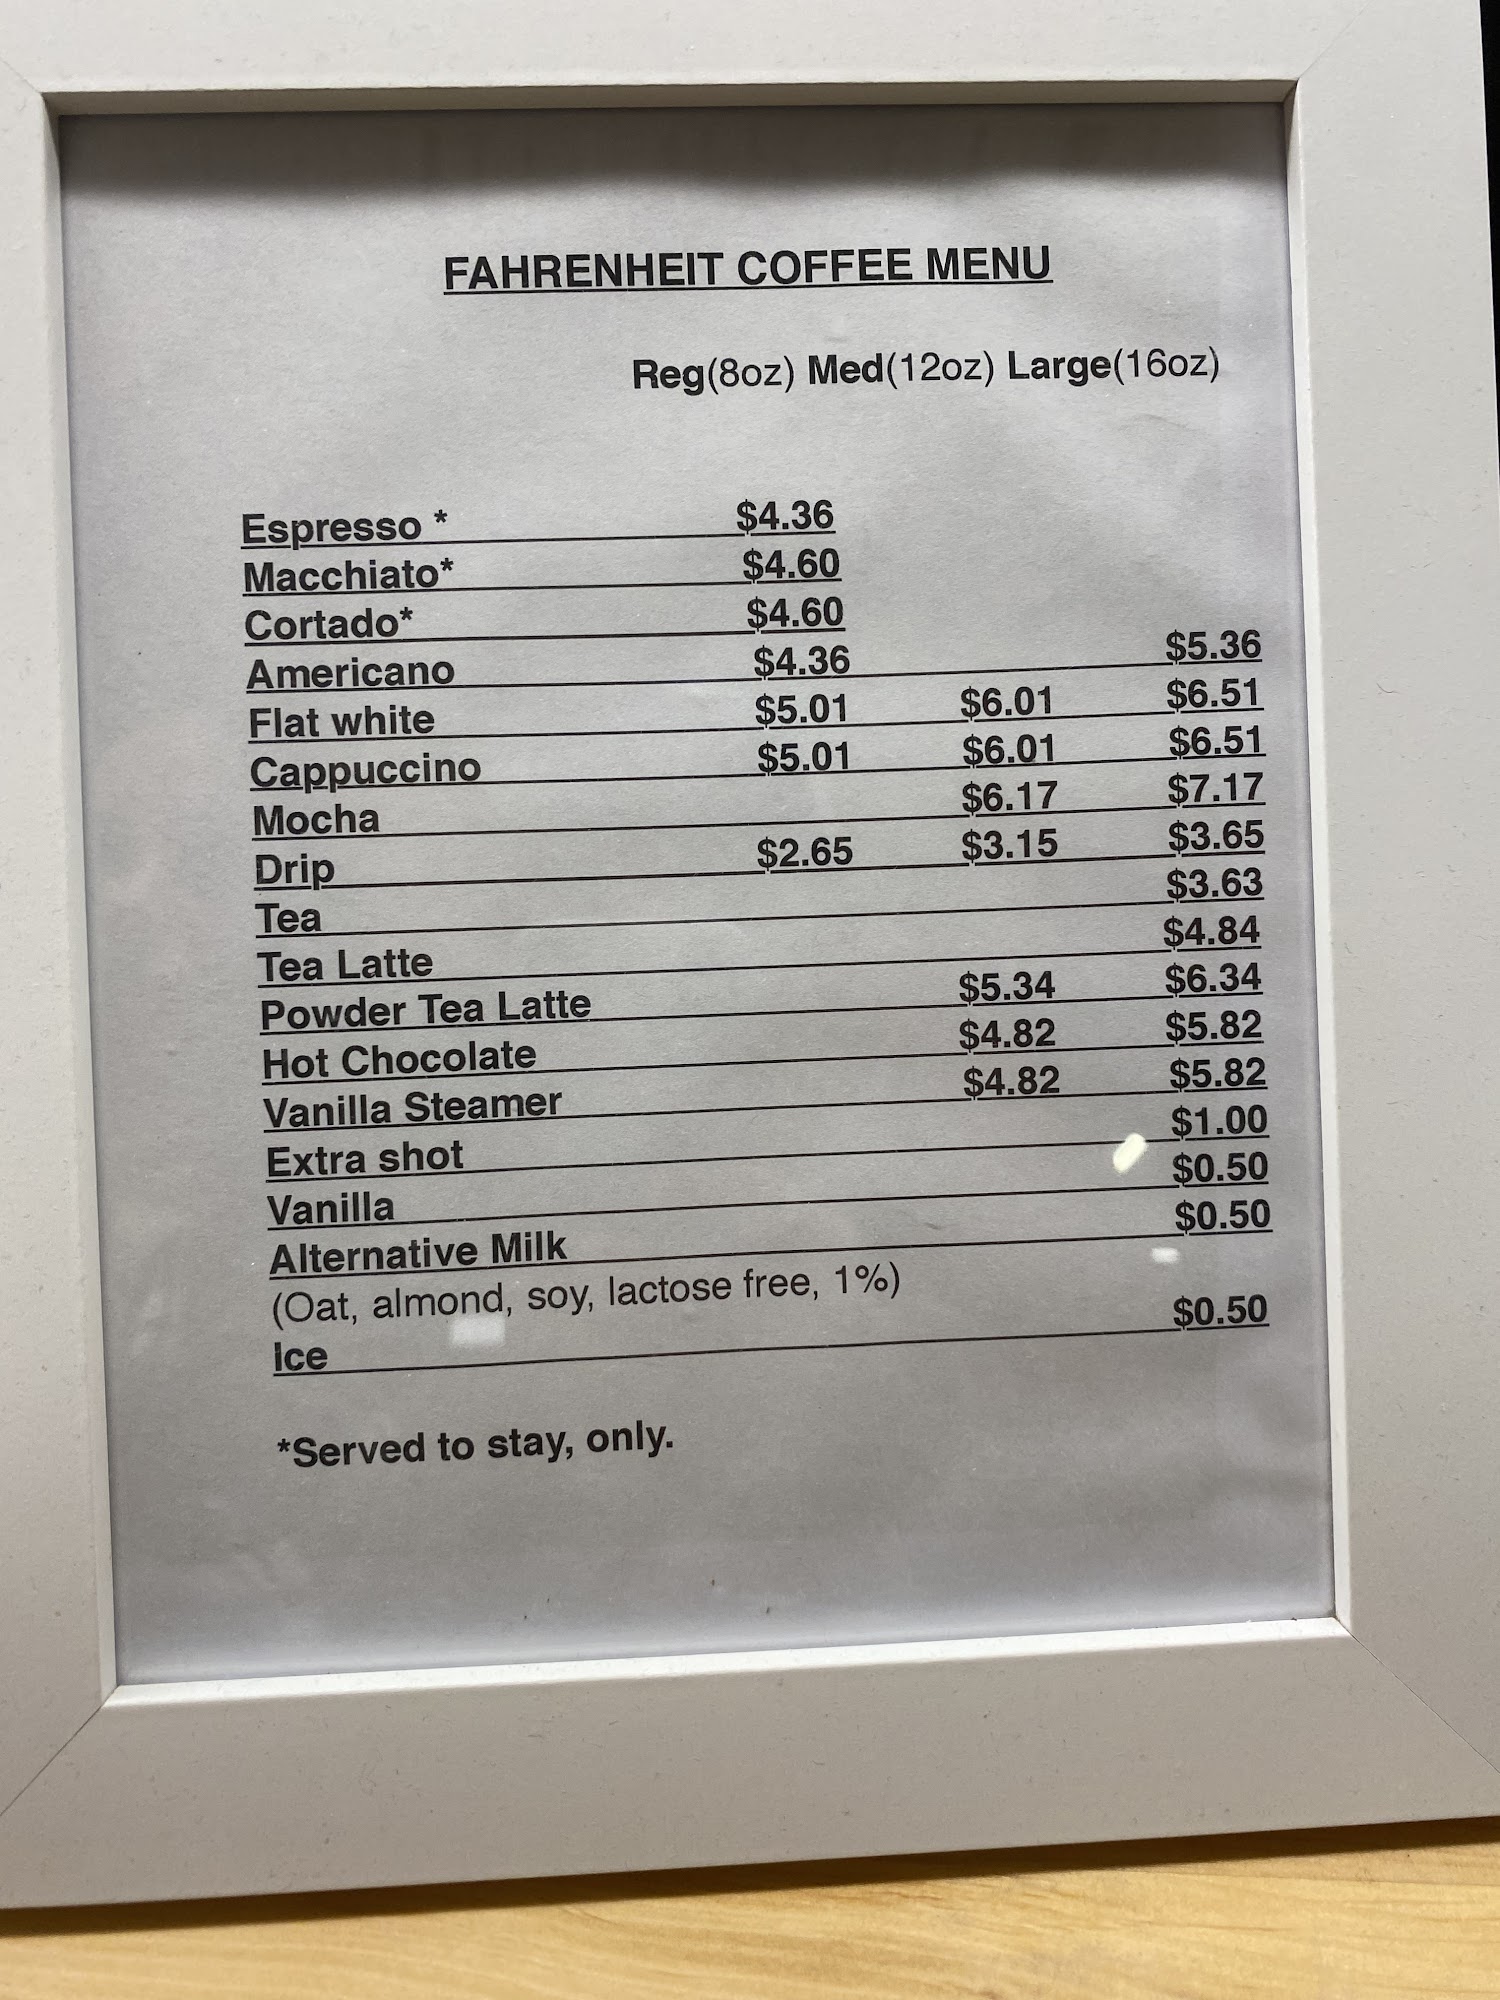 FAHRENHEIT COFFEE MENU
Reg(8oz) Med(12oz) Large(16oz)
Espresso * $4.36
Macchiato* $4.60
Cortado* $4.60
Americano $4.36 $5.36
Flat white $5.01 $6.01 $6.51
Cappuccino $5.01 $6.01 $6.51
Mocha $6.17 $7.17
Drip $2.65 $3.15 $3.65
Tea $3.63
Tea Latte $4.84
Powder Tea Latte $5.34 $6.34
Hot Chocolate $4.82 $5.82
Vanilla Steamer $4.82 $5.82
Extra shot $1.00
Vanilla $0.50
Alternative Milk $0.50
(Oat, almond, soy, lactose free, 1%)
Ice $0.50
*Served to stay, only.